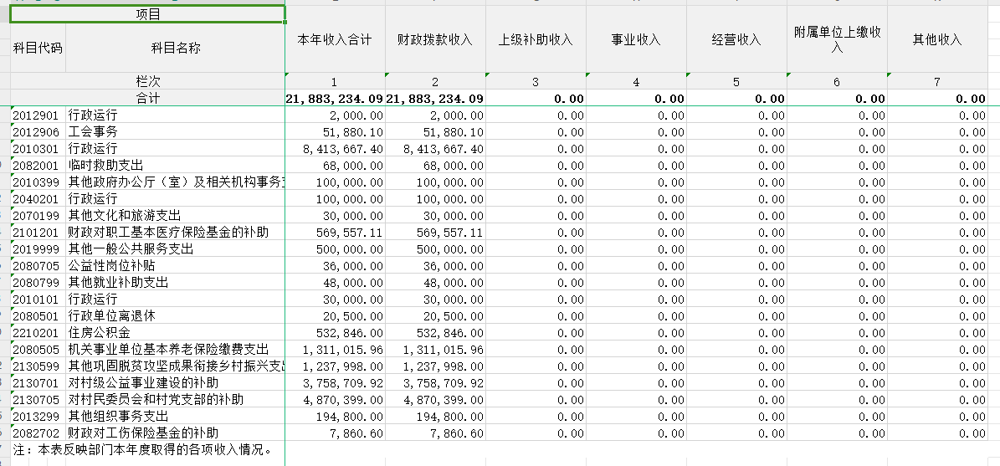 项目
科目代码 科目名称 本年收入合计 财政拨款收入 上级补助收入 事业收入 经营收入 附属单位上缴收入 其他收入
栏次 1 2 3 4 5 6 7
合计 21,883,234.09 21,883,234.09 0.00 0.00 0.00 0.00 0.00
2012901 行政运行 2,000.00 2,000.00 0.00 0.00 0.00 0.00 0.00
2012906 工会事务 51,880.10 51,880.10 0.00 0.00 0.00 0.00 0.00
2010301 行政运行 8,413,667.40 8,413,667.40 0.00 0.00 0.00 0.00 0.00
2082001 临时救助支出 68,000.00 68,000.00 0.00 0.00 0.00 0.00 0.00
2010399 其他政府办公厅（室）及相关机构事务 100,000.00 100,000.00 0.00 0.00 0.00 0.00 0.00
2040201 行政运行 100,000.00 100,000.00 0.00 0.00 0.00 0.00 0.00
2070199 其他文化和旅游支出 30,000.00 30,000.00 0.00 0.00 0.00 0.00 0.00
2101201 财政对职工基本医疗保险基金的补助 569,557.11 569,557.11 0.00 0.00 0.00 0.00 0.00
2019999 其他一般公共服务支出 500,000.00 500,000.00 0.00 0.00 0.00 0.00 0.00
2080705 公益性岗位补贴 36,000.00 36,000.00 0.00 0.00 0.00 0.00 0.00
2080799 其他就业补助支出 48,000.00 48,000.00 0.00 0.00 0.00 0.00 0.00
2010101 行政运行 30,000.00 30,000.00 0.00 0.00 0.00 0.00 0.00
2080501 行政单位离退休 20,500.00 20,500.00 0.00 0.00 0.00 0.00 0.00
2210201 住房公积金 532,846.00 532,846.00 0.00 0.00 0.00 0.00 0.00
2080505 机关事业单位基本养老保险缴费支出 1,311,015.96 1,311,015.96 0.00 0.00 0.00 0.00 0.00
2130599 其他巩固脱贫攻坚成果衔接乡村振兴支出 1,237,998.00 1,237,998.00 0.00 0.00 0.00 0.00 0.00
2130701 对村级公益事业建设的补助 3,758,709.92 3,758,709.92 0.00 0.00 0.00 0.00 0.00
2130705 对村民委员会和村党支部的补助 4,870,399.00 4,870,399.00 0.00 0.00 0.00 0.00 0.00
2013299 其他组织事务支出 194,800.00 194,800.00 0.00 0.00 0.00 0.00 0.00
2082702 财政对工伤保险基金的补助 7,860.60 7,860.60 0.00 0.00 0.00 0.00 0.00
注：本表反映部门本年度取得的各项收入情况。